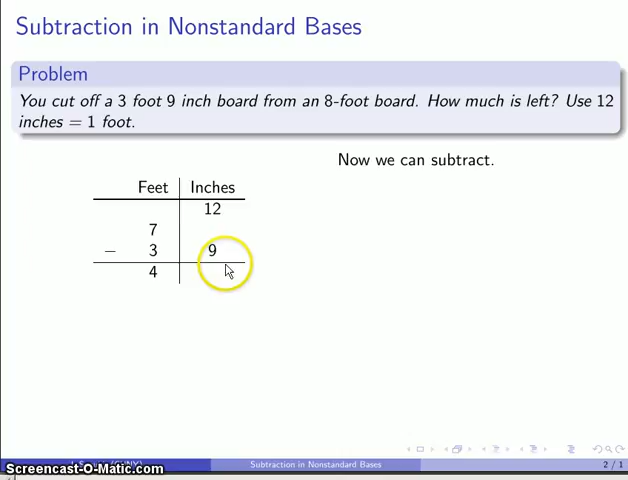 Subtraction in Nonstandard Bases
Problem
You cut off a 3 foot 9 inch board from an 8-foot board. How much is left? Use 12
inches = 1 foot.
Now we can subtract.
Feet Inches
12
7
− 3 9
4
Subtraction in Nonstandard Bases 2 / 1
Screencast-O-Matic.com